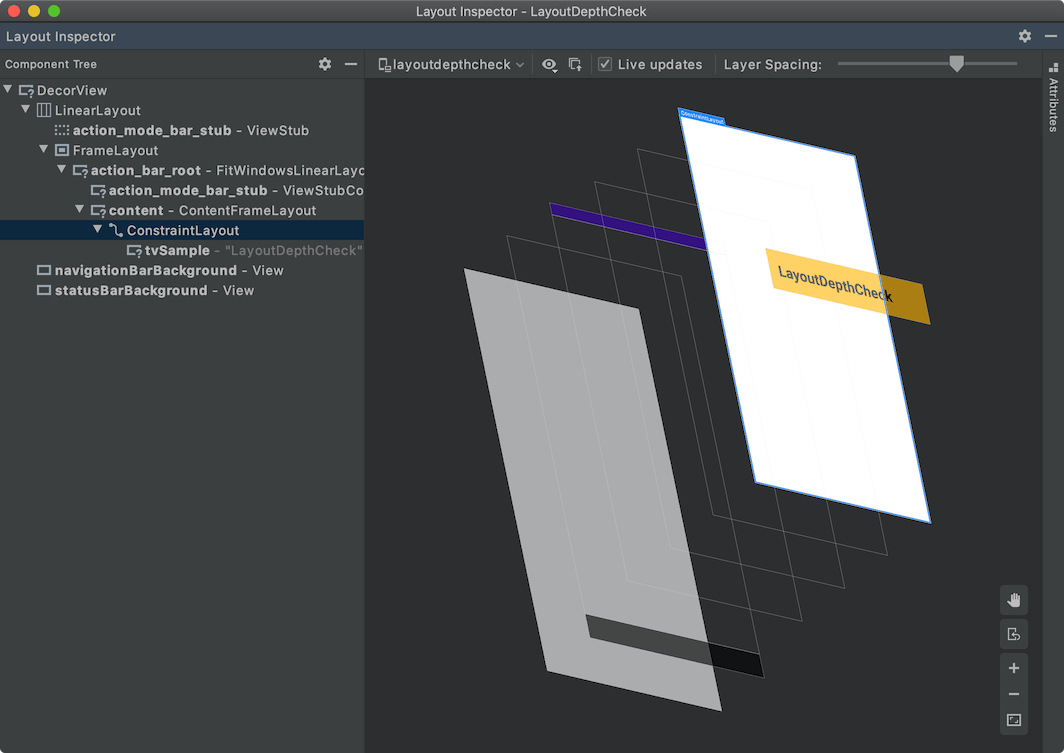 Layout Inspector - LayoutDepthCheck
Layout Inspector
Component Tree
layoutdepthcheck
Live updates
Layer Spacing:
Attributes
DecorView
LinearLayout
action_mode_bar_stub - ViewStub
FrameLayout
action_bar_root - FitWindowsLinearLayo
action_mode_bar_stub - ViewStubCo
content - ContentFrameLayout
ConstraintLayout
tvSample - "LayoutDepthCheck"
navigationBarBackground - View
statusBarBackground - View
ConstraintLayout
LayoutDepthCheck